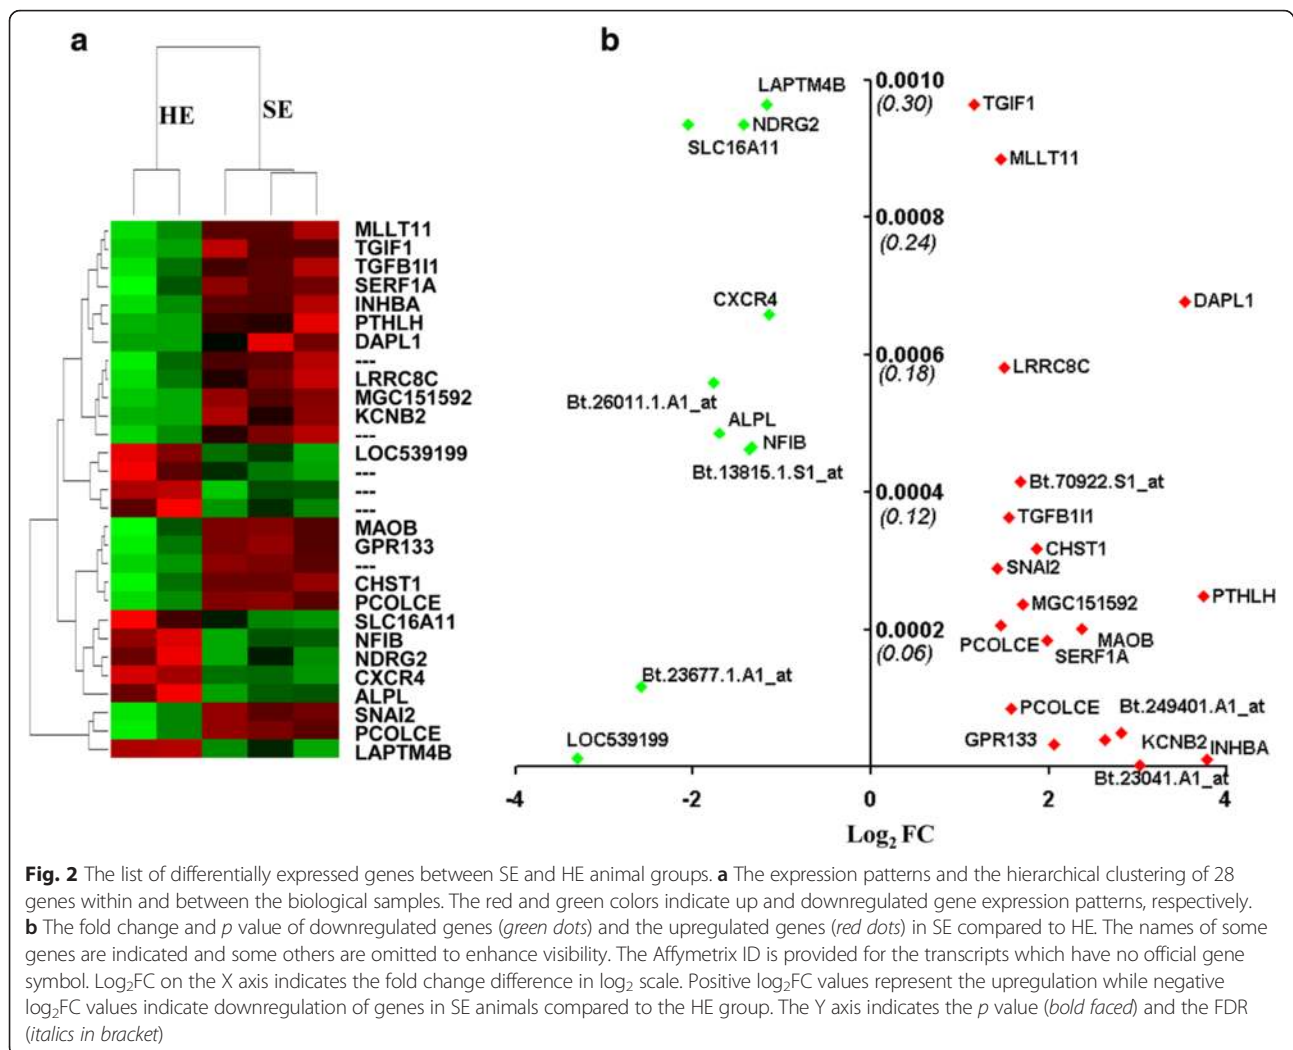 a
HE
SE
MLLT11
TGIF1
TGFB1I1
SERF1A
INHBA
PTHLH
DAPL1
---
LRRC8C
MGC151592
KCNB2
---
LOC539199
---
---
---
MAOB
GPR133
---
CHST1
PCOLCE
SLC16A11
NFIB
NDRG2
CXCR4
ALPL
SNAI2
PCOLCE
LAPTM4B
b
0.0010
(0.30)
LAPTM4B
TGIF1
NDRG2
SLC16A11
MLLT11
0.0008
(0.24)
CXCR4
DAPL1
0.0006
(0.18)
LRRC8C
Bt.26011.1.A1_at
ALPL
NFIB
Bt.13815.1.S1_at
Bt.70922.S1_at
0.0004
(0.12)
TGFB1I1
CHST1
SNAI2
PTHLH
MGC151592
0.0002
(0.06)
PCOLCE
MAOB
SERF1A
Bt.23677.1.A1_at
PCOLCE
Bt.249401.A1_at
GPR133
KCNB2
INHBA
LOC539199
Bt.23041.A1_at
-4 -2 0 2 4
Log2 FC
Fig. 2 The list of differentially expressed genes between SE and HE animal groups. a The expression patterns and the hierarchical clustering of 28
genes within and between the biological samples. The red and green colors indicate up and downregulated gene expression patterns, respectively.
b The fold change and p value of downregulated genes (green dots) and the upregulated genes (red dots) in SE compared to HE. The names of some
genes are indicated and some others are omitted to enhance visibility. The Affymetrix ID is provided for the transcripts which have no official gene
symbol. Log2FC on the X axis indicates the fold change difference in log2 scale. Positive log2FC values represent the upregulation while negative
log2FC values indicate downregulation of genes in SE animals compared to the HE group. The Y axis indicates the p value (bold faced) and the FDR
(italics in bracket)